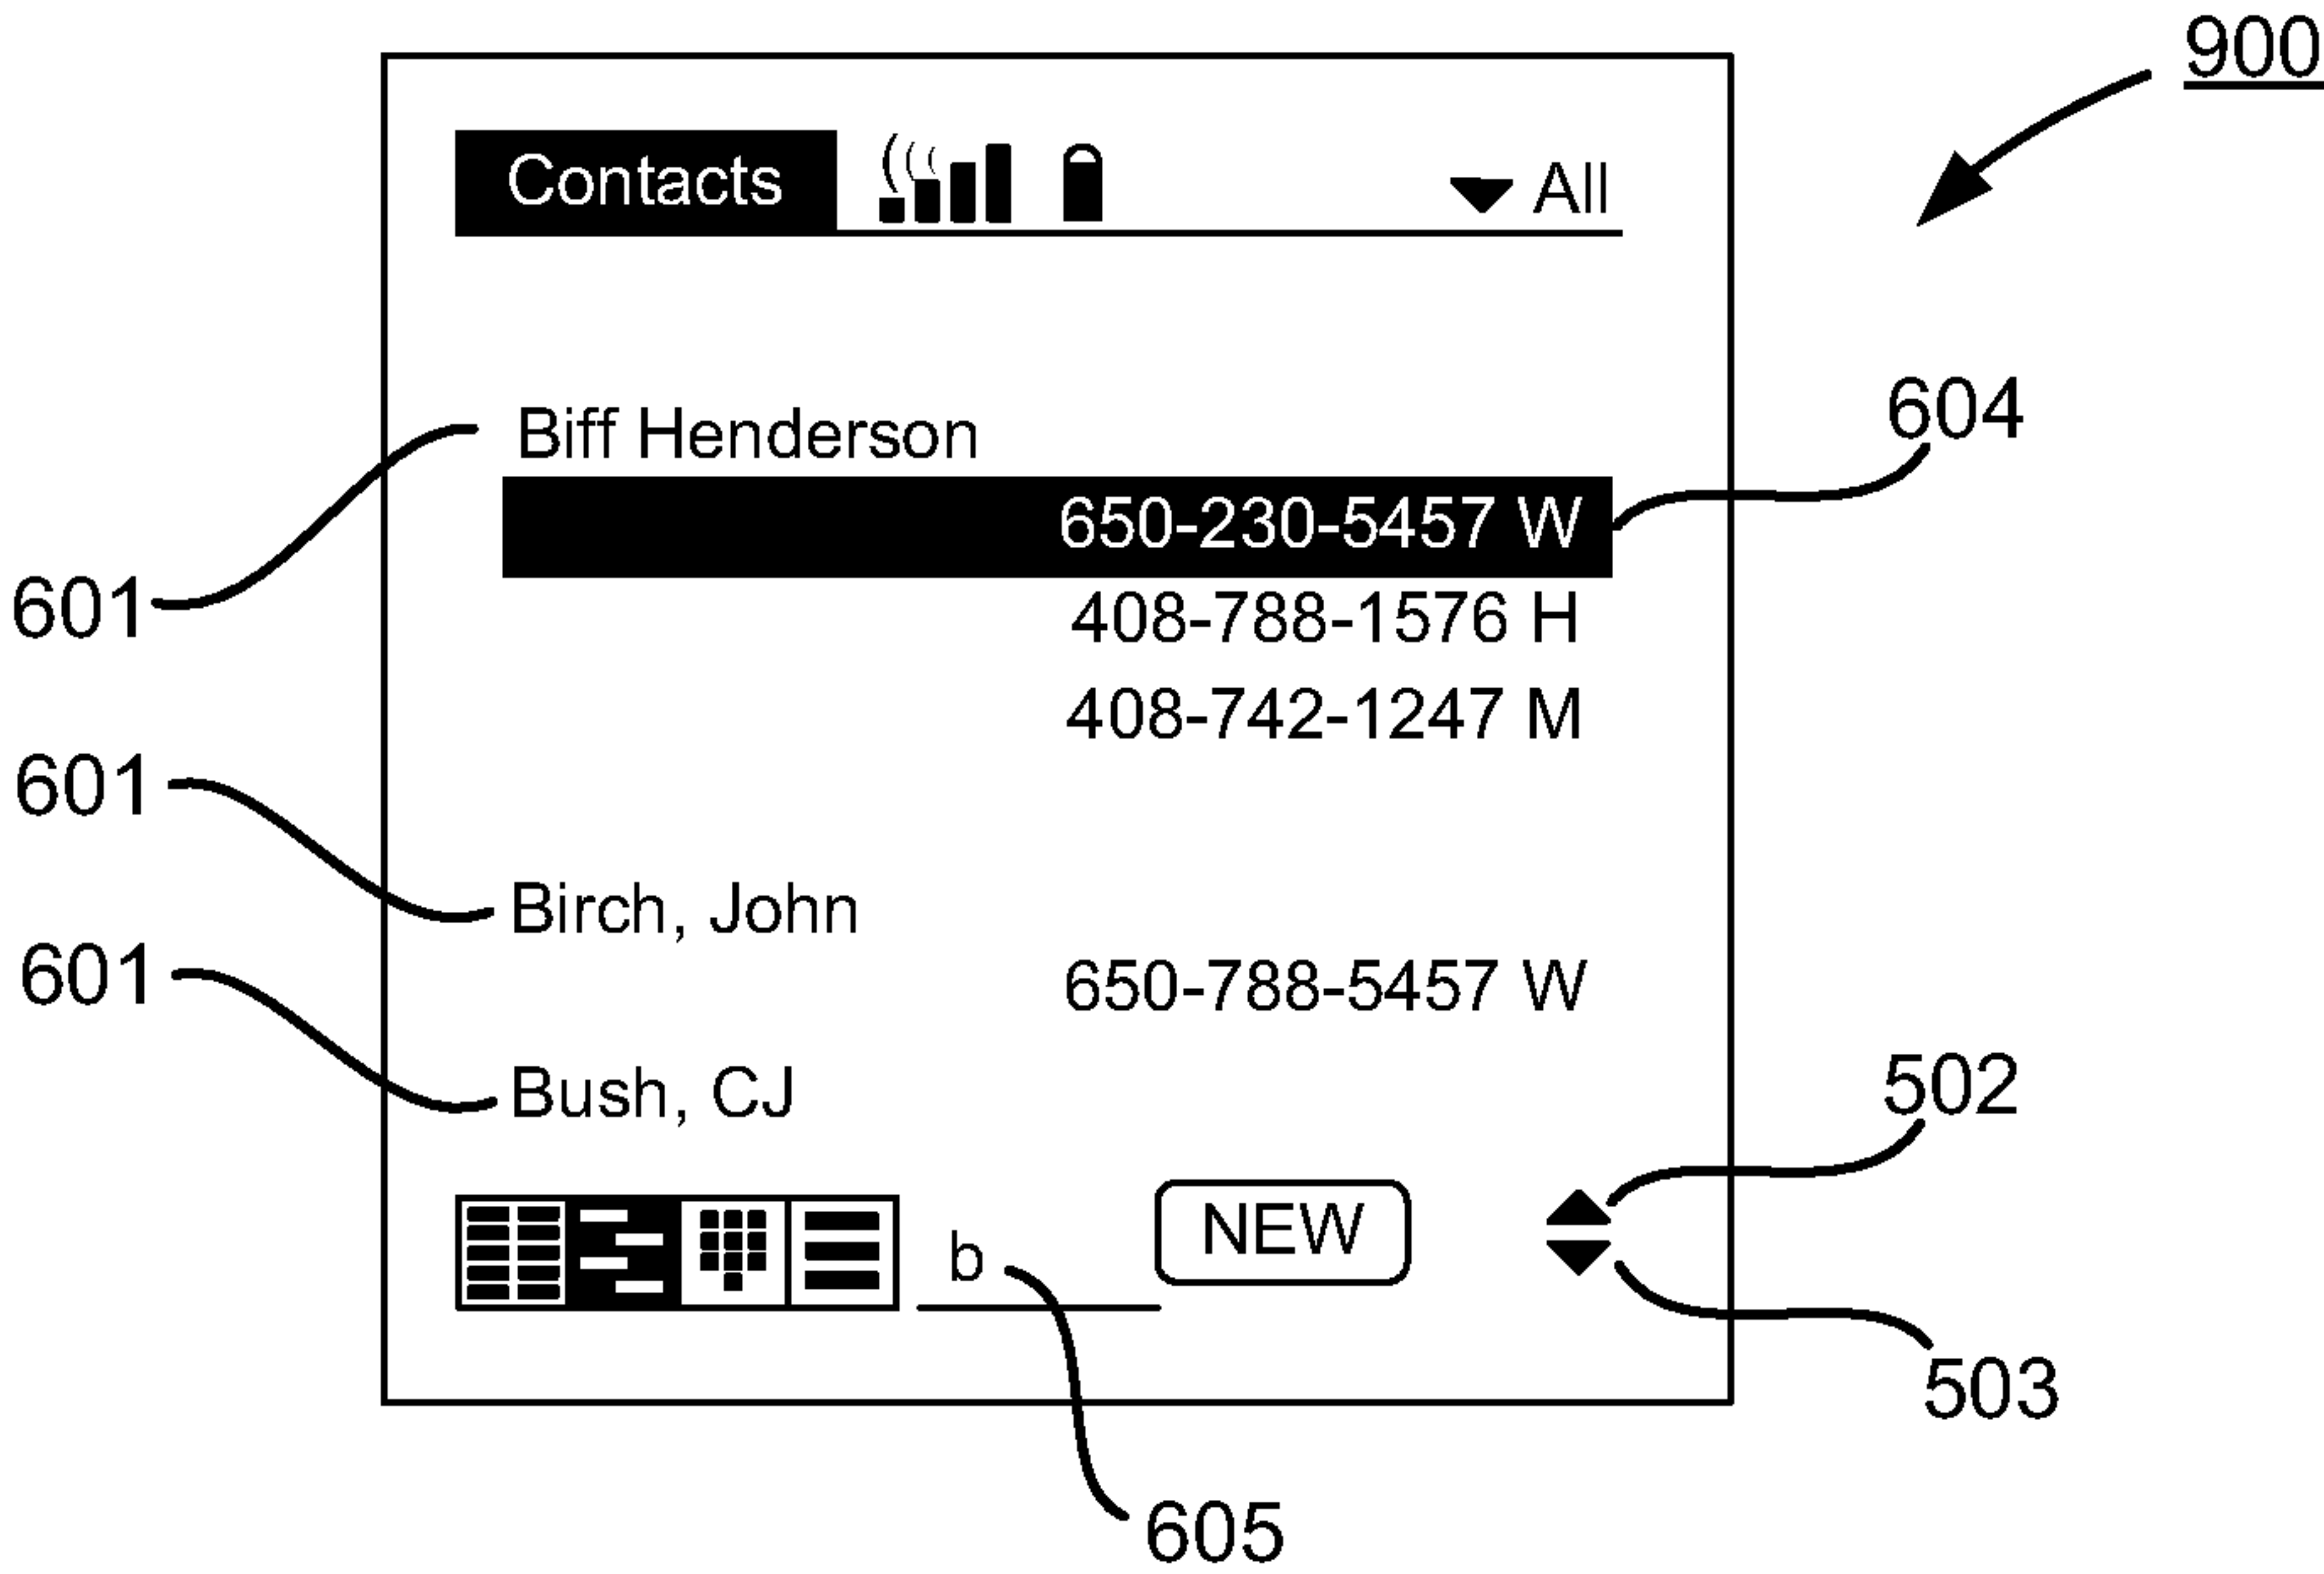 900
Contacts
All
604
Biff Henderson
650-230-5457 W
601
408-788-1576 H
408-742-1247 M
601
Birch, John
601
650-788-5457 W
Bush, CJ
502
b
NEW
503
605